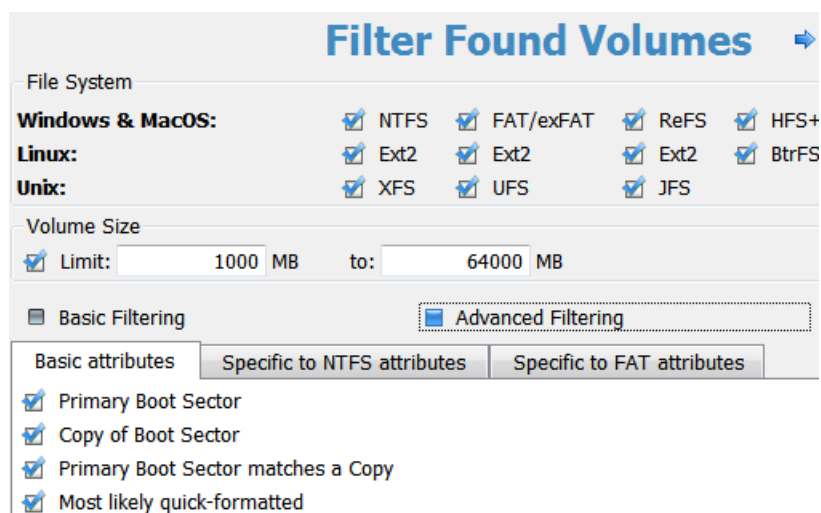 Filter Found Volumes
File System
Windows & MacOS: NTFS FAT/exFAT ReFS HFS+
Linux: Ext2 Ext2 Ext2 BtrFS
Unix: XFS UFS JFS
Volume Size
Limit: 1000 MB to: 64000 MB
Basic Filtering Advanced Filtering
Basic attributes Specific to NTFS attributes Specific to FAT attributes
Primary Boot Sector
Copy of Boot Sector
Primary Boot Sector matches a Copy
Most likely quick-formatted